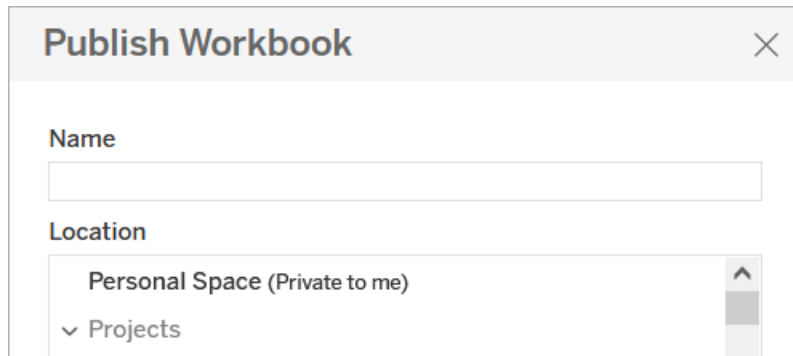 Publish Workbook
Name
Location
Personal Space (Private to me)
Projects